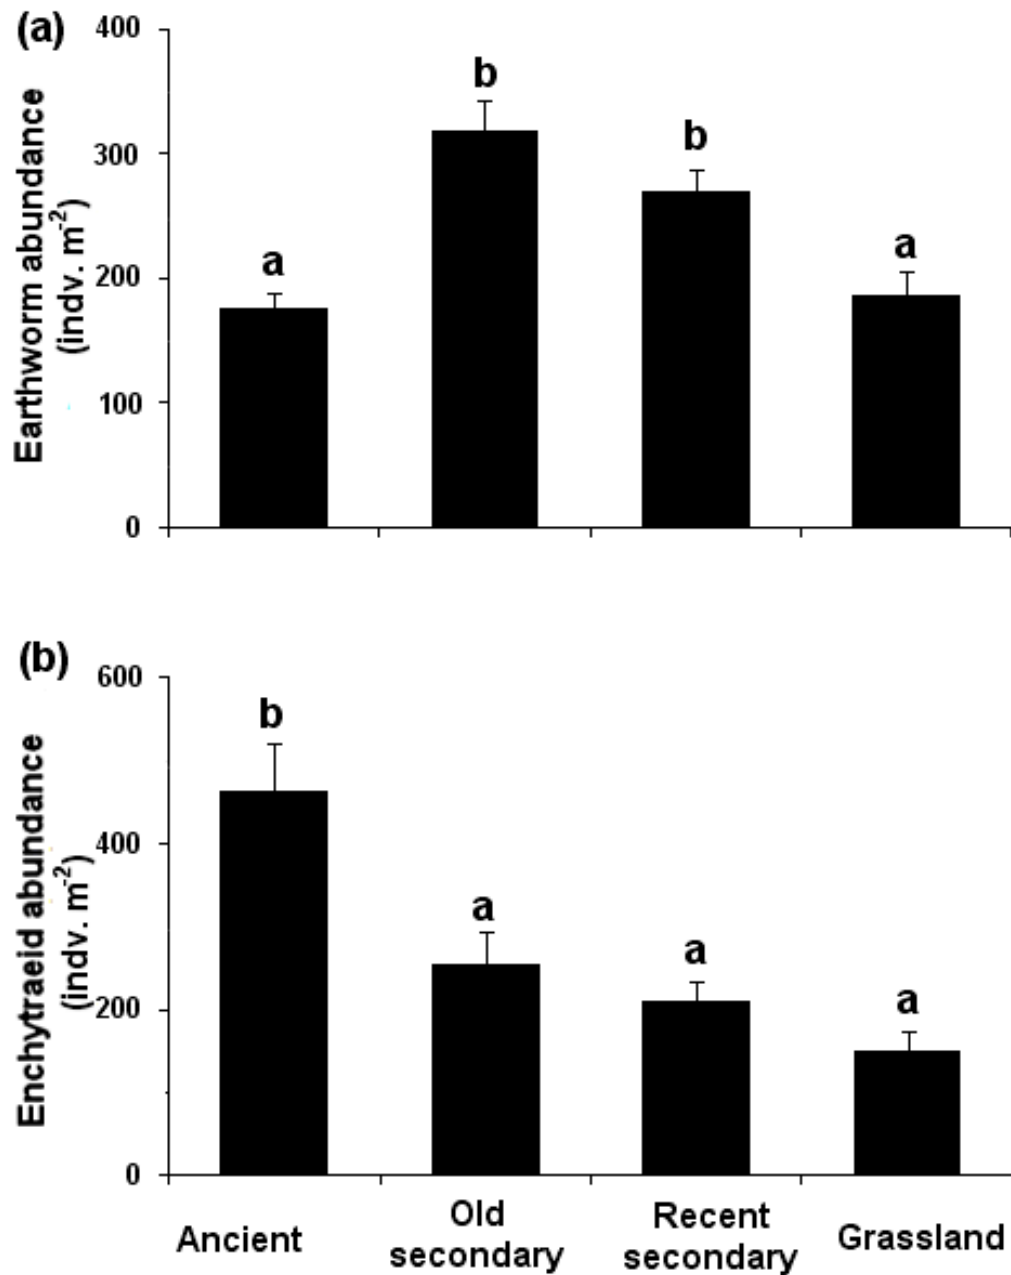 (a)
Earthworm abundance
(indv. m-2)
400
300
200
100
0
a
b
b
a
(b)
Enchytraeid abundance
(indv. m-2)
600
400
200
0
b
a
a
a
Ancient
Old
secondary
Recent
secondary
Grassland